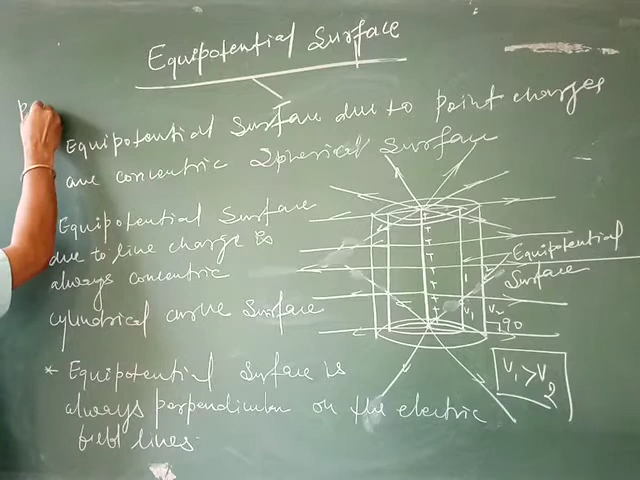 Equipotential Surface
Equipotential Surface due to point charges
are concentric Spherical Surface
Equipotential Surface
due to line charge is
always concentric
cylindrical curve Surface
* Equipotential Surface is
always perpendicular on the electric
field lines.
Equipotential
Surface
V1 V2
90
V1 > V2